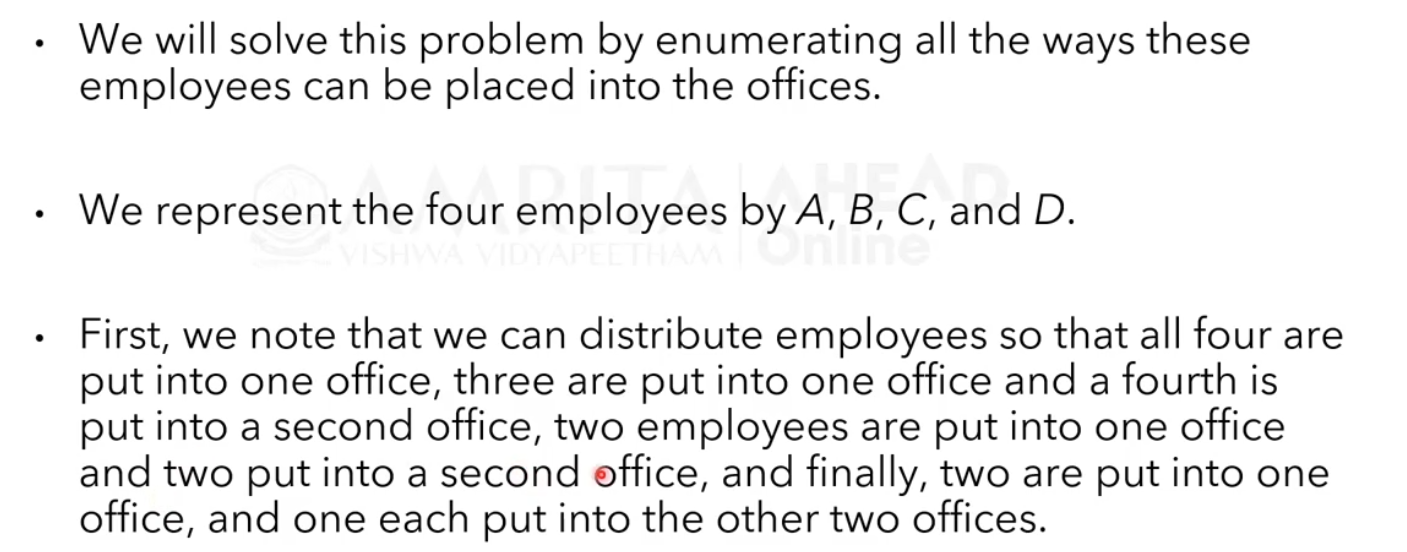 • We will solve this problem by enumerating all the ways these
employees can be placed into the offices.
AMRITA AHEAD
• We represent the four employees by A, B, C, and D.
VISHWA VIDYAPEETHAM Online
• First, we note that we can distribute employees so that all four are
put into one office, three are put into one office and a fourth is
put into a second office, two employees are put into one office
and two put into a second office, and finally, two are put into one
office, and one each put into the other two offices.